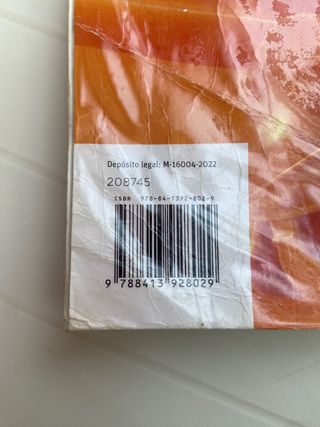 Depósito legal: M-16004-2022
208745
ISBN 978-84-1392-802-9
9 788413 928029